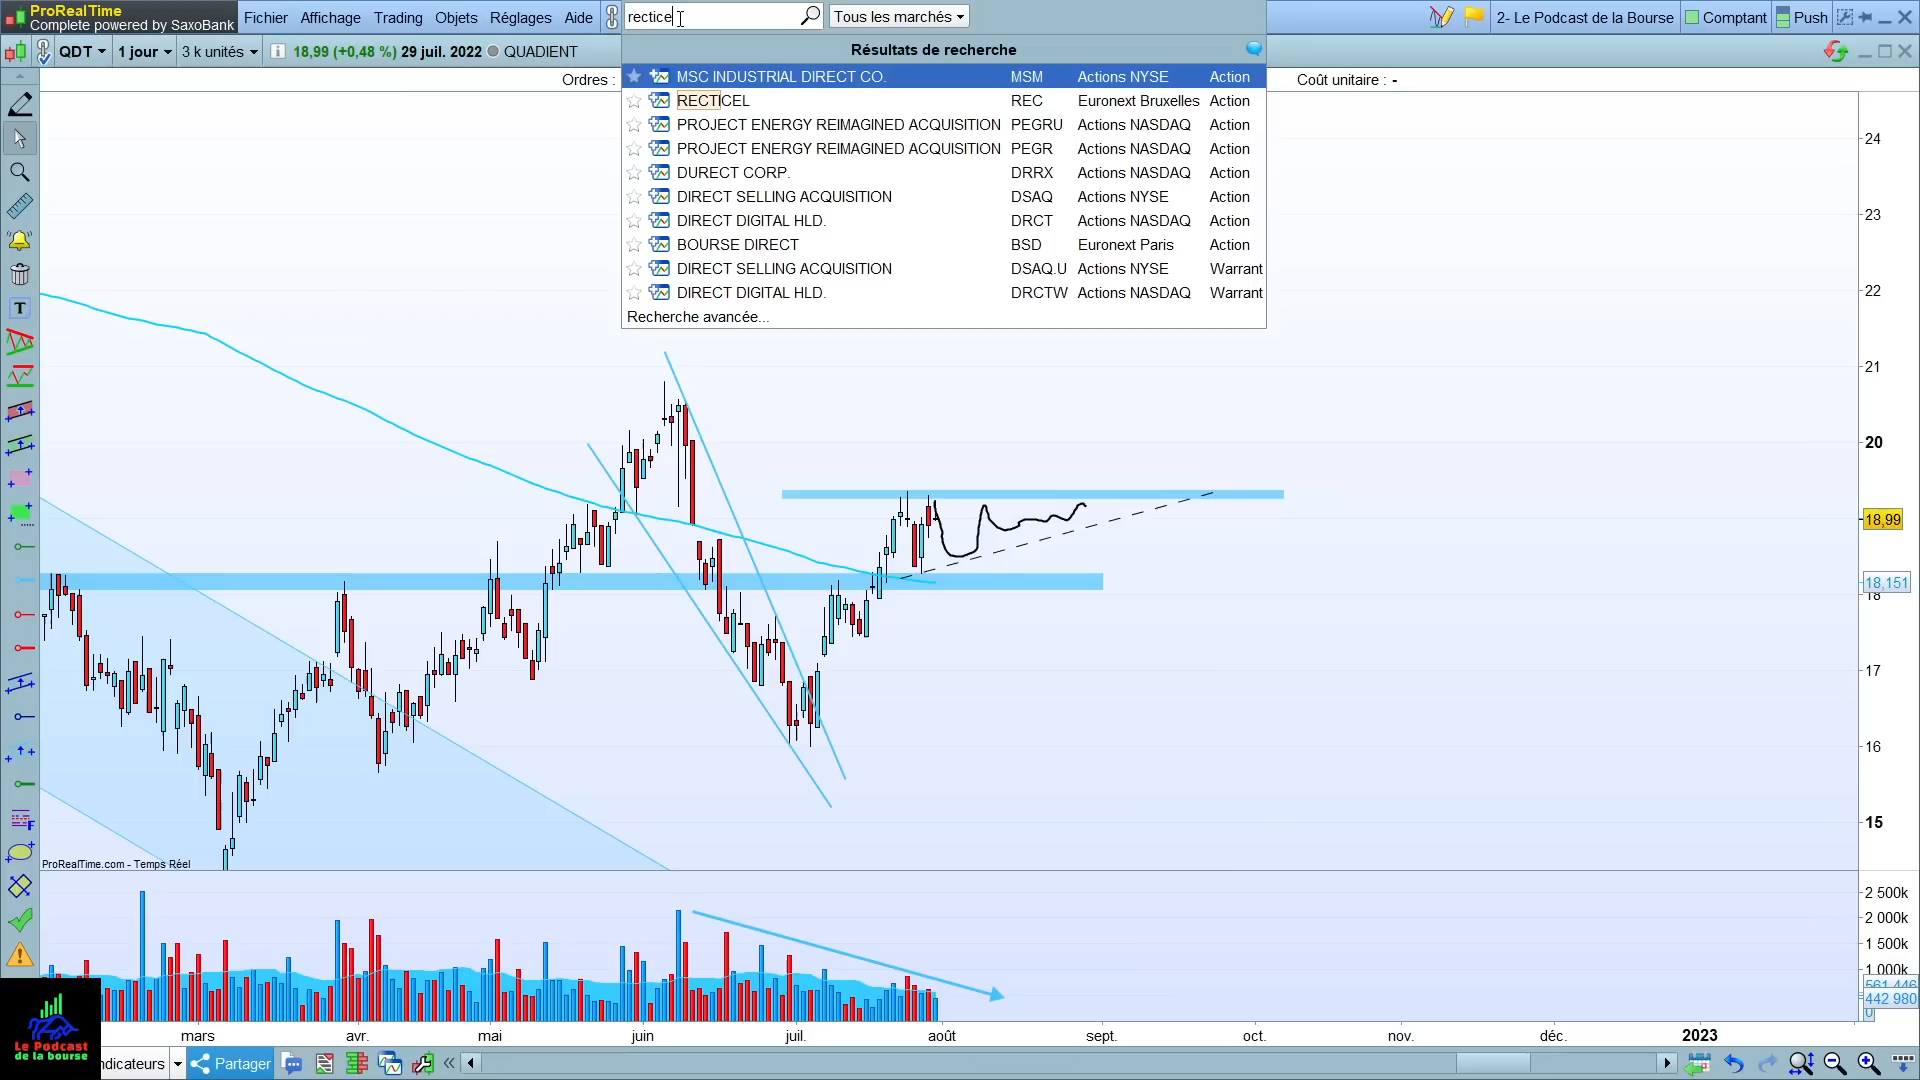 ProRealTime
Complete powered by SaxoBank
Fichier Affichage Trading Objets Réglages Aide
rectice
Tous les marchés
2- Le Podcast de la Bourse
Comptant
Push
QDT
1 jour
3 k unités
18,99 (+0,48 %) 29 juil. 2022 QUADIENT
Résultats de recherche
Ordres :
Coût unitaire : -
MSC INDUSTRIAL DIRECT CO. MSM Actions NYSE Action
RECTICEL REC Euronext Bruxelles Action
PROJECT ENERGY REIMAGINED ACQUISITION PEGRU Actions NASDAQ Action
PROJECT ENERGY REIMAGINED ACQUISITION PEGR Actions NASDAQ Action
DURECT CORP. DRRX Actions NASDAQ Action
DIRECT SELLING ACQUISITION DSAQ Actions NYSE Action
DIRECT DIGITAL HLD. DRCT Actions NASDAQ Action
BOURSE DIRECT BSD Euronext Paris Action
DIRECT SELLING ACQUISITION DSAQ.U Actions NYSE Warrant
DIRECT DIGITAL HLD. DRCTW Actions NASDAQ Warrant
Recherche avancée...
24
23
22
21
20
18,99
18,151
18
17
16
15
ProRealTime.com - Temps Réel
2 500k
2 000k
1 500k
1 000k
561 446
442 980
0
mars avr. mai juin juil. août sept. oct. nov. déc. 2023
Le Podcast
de la bourse
ndicateurs
Partager